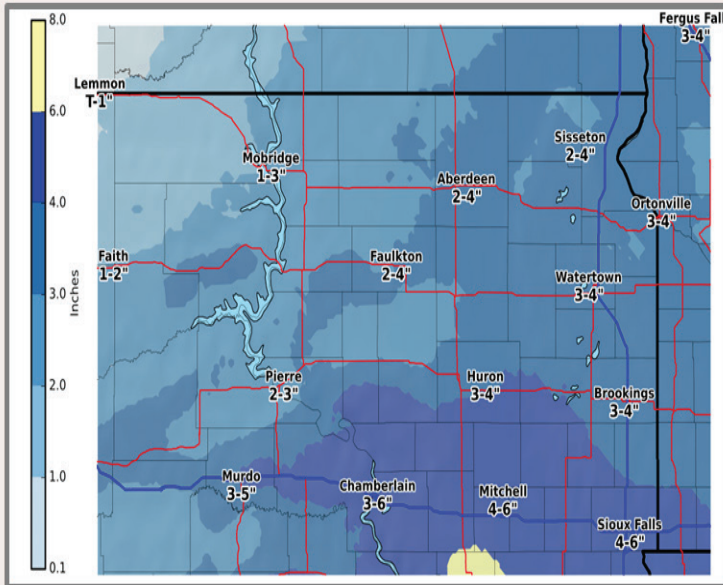 8.0
6.0
4.0
3.0
2.0
1.0
0.1
Inches
Fergus Fall
3-4"
Lemmon
T-1"
Sisseton
2-4"
Mobridge
1-3"
Aberdeen
2-4"
Ortonville
3-4"
Faith
1-2"
Faulkton
2-4"
Watertown
3-4"
Pierre
2-3"
Huron
3-4"
Brookings
3-4"
Murdo
3-5"
Chamberlain
3-6"
Mitchell
4-6"
Sioux Falls
4-6"